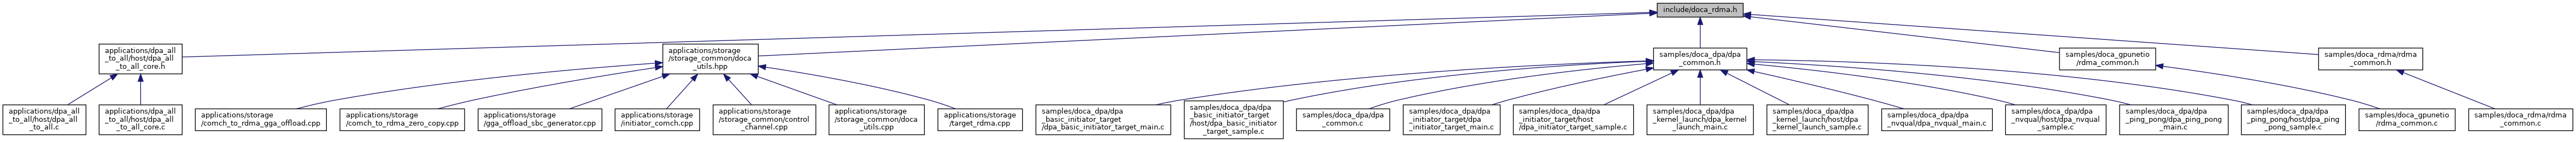 include/doca_rdma.h
applications/dpa_all
_to_all/host/dpa_all
_to_all_core.h
applications/storage
/storage_common/doca
_utils.hpp
samples/doca_dpa/dpa
_common.h
samples/doca_gpunetio
/rdma_common.h
samples/doca_rdma/rdma
_common.h
applications/dpa_all
_to_all/host/dpa_all
_to_all.c
applications/dpa_all
_to_all/host/dpa_all
_to_all_core.c
applications/storage
/comch_to_rdma_gga_offload.cpp
applications/storage
/comch_to_rdma_zero_copy.cpp
applications/storage
/gga_offload_sbc_generator.cpp
applications/storage
/initiator_comch.cpp
applications/storage
/storage_common/control
_channel.cpp
applications/storage
/storage_common/doca
_utils.cpp
applications/storage
/target_rdma.cpp
samples/doca_dpa/dpa
_basic_initiator_target
/dpa_basic_initiator_target_main.c
samples/doca_dpa/dpa
_basic_initiator_target
/host/dpa_basic_initiator
_target_sample.c
samples/doca_dpa/dpa
_common.c
samples/doca_dpa/dpa
_initiator_target/dpa
_initiator_target_main.c
samples/doca_dpa/dpa
_initiator_target/host
/dpa_initiator_target_sample.c
samples/doca_dpa/dpa
_kernel_launch/dpa_kernel
_launch_main.c
samples/doca_dpa/dpa
_kernel_launch/host/dpa
_kernel_launch_sample.c
samples/doca_dpa/dpa
_nvqual/dpa_nvqual_main.c
samples/doca_dpa/dpa
_nvqual/host/dpa_nvqual
_sample.c
samples/doca_dpa/dpa
_ping_pong/dpa_ping_pong
_main.c
samples/doca_dpa/dpa
_ping_pong/host/dpa_ping
_pong_sample.c
samples/doca_gpunetio
/rdma_common.c
samples/doca_rdma/rdma
_common.c